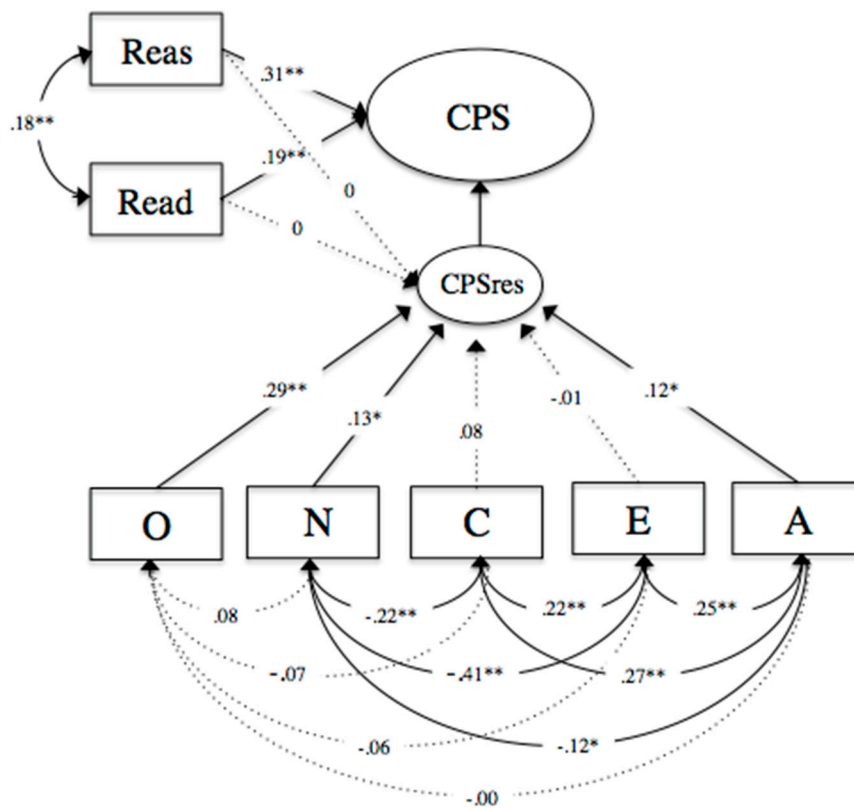 Reas
.31**
CPS
.18**
.19**
Read
0
0
CPSres
.29**
.13*
.08
-.01
.12*
O
N
C
E
A
.08
-.22**
.22**
.25**
-.07
-.41**
.27**
-.06
-.12*
-.00